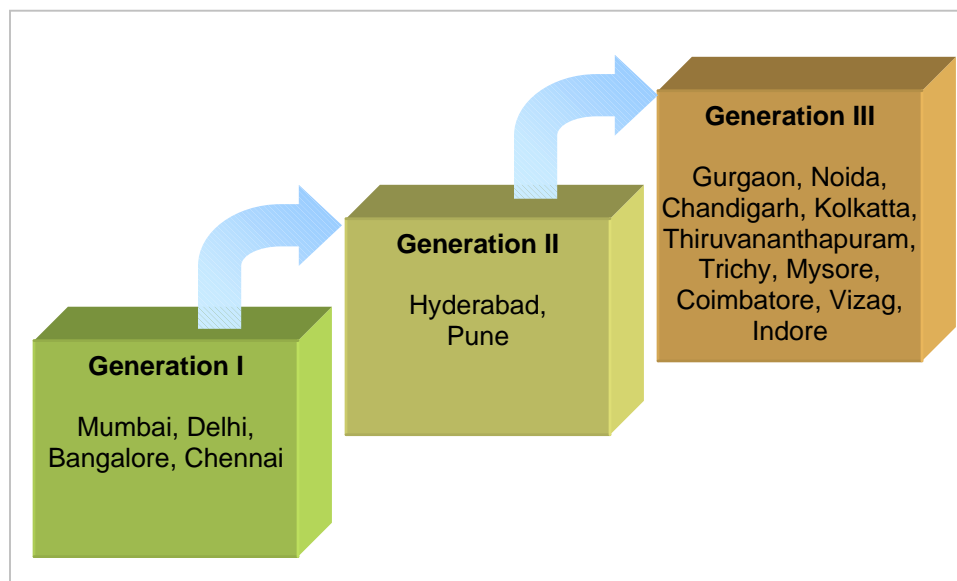 Generation I
Mumbai, Delhi,
Bangalore, Chennai
Generation II
Hyderabad,
Pune
Generation III
Gurgaon, Noida,
Chandigarh, Kolkatta,
Thiruvananthapuram,
Trichy, Mysore,
Coimbatore, Vizag,
Indore